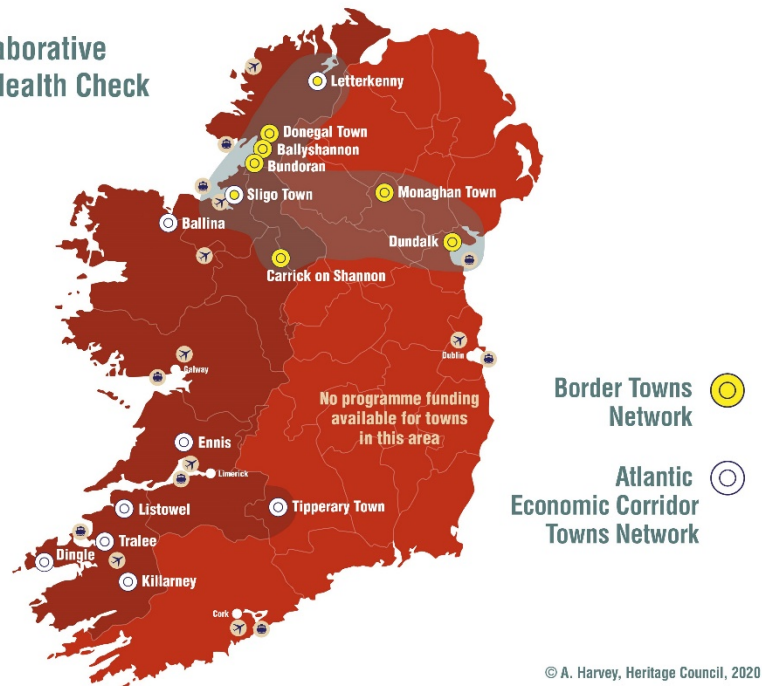 aborative
Health Check
Letterkenny
Donegal Town
Ballyshannon
Bundoran
Sligo Town
Monaghan Town
Ballina
Dundalk
Carrick on Shannon
Dublin
Galway
No programme funding
available for towns
in this area
Border Towns
Network
Ennis
Limerick
Atlantic
Economic Corridor
Towns Network
Listowel
Tipperary Town
Tralee
Dingle
Killarney
Cork
© A. Harvey, Heritage Council, 2020